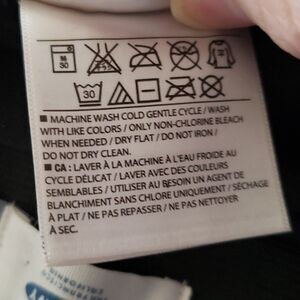 M
30
30
■ MACHINE WASH COLD GENTLE CYCLE / WASH
WITH LIKE COLORS / ONLY NON-CHLORINE BLEACH
WHEN NEEDED / DRY FLAT / DO NOT IRON /
DO NOT DRY CLEAN.
■ CA : LAVER À LA MACHINE À L'EAU FROIDE AU
CYCLE DÉLICAT / LAVER AVEC DES COULEURS
SEMBLABLES / UTILISER AU BESOIN UN AGENT DE
BLANCHIMENT SANS CHLORE UNIQUEMENT / SÉCHAGE
À PLAT / NE PAS REPASSER / NE PAS NETTOYER
À SEC.
FRANCISCO
CALIFORNIA